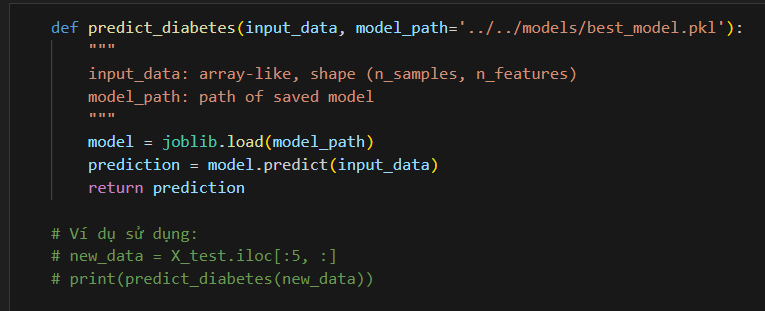 def predict_diabetes(input_data, model_path='../../models/best_model.pkl'):
    """
    input_data: array-like, shape (n_samples, n_features)
    model_path: path of saved model
    """
    model = joblib.load(model_path)
    prediction = model.predict(input_data)
    return prediction

# Ví dụ sử dụng:
# new_data = X_test.iloc[:5, :]
# print(predict_diabetes(new_data))